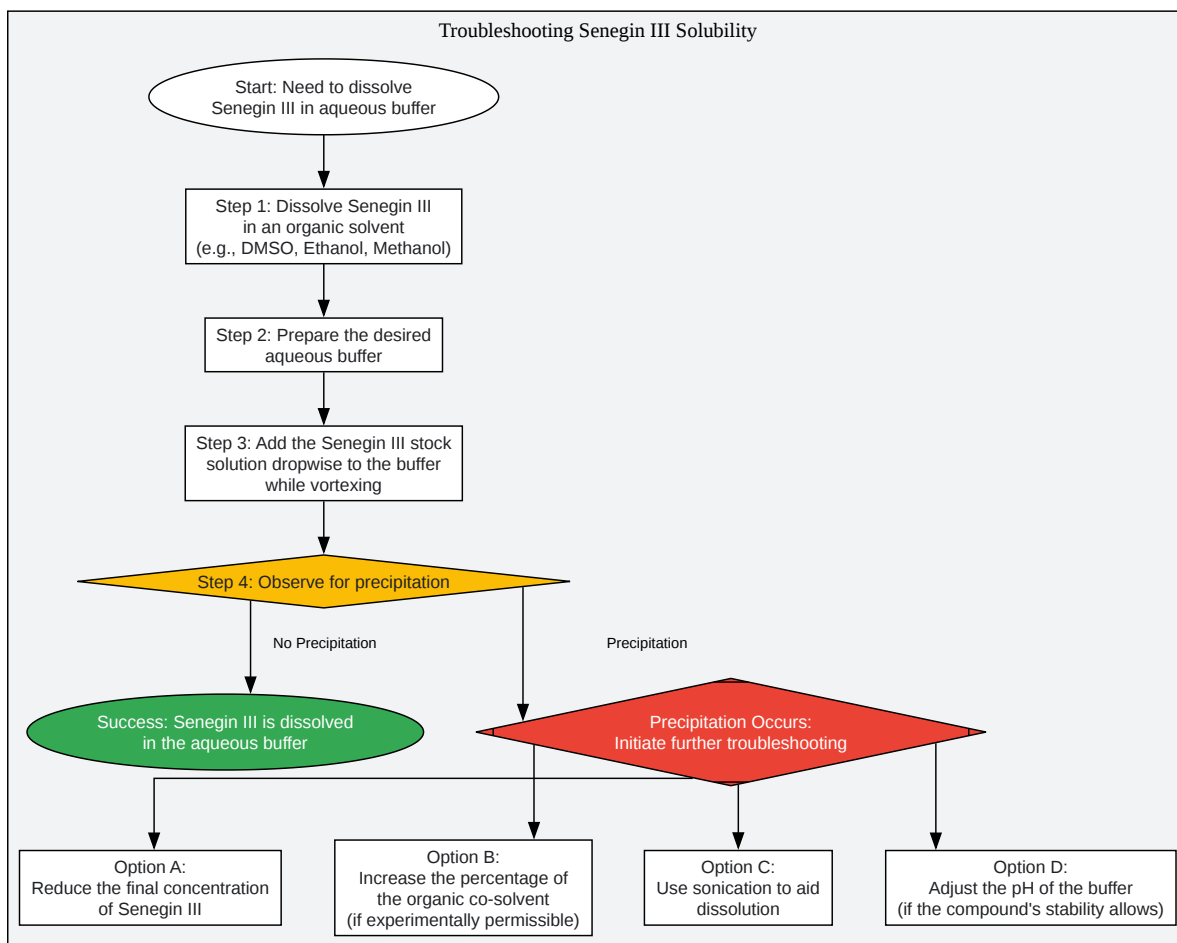 Troubleshooting Senegin III Solubility
Start: Need to dissolve
Senegin III in aqueous buffer
Step 1: Dissolve Senegin III
in an organic solvent
(e.g., DMSO, Ethanol, Methanol)
Step 2: Prepare the desired
aqueous buffer
Step 3: Add the Senegin III stock
solution dropwise to the buffer
while vortexing
Step 4: Observe for precipitation
No Precipitation
Precipitation
Success: Senegin III is dissolved
in the aqueous buffer
Precipitation Occurs:
Initiate further troubleshooting
Option A:
Reduce the final concentration
of Senegin III
Option B:
Increase the percentage of
the organic co-solvent
(if experimentally permissible)
Option C:
Use sonication to aid
dissolution
Option D:
Adjust the pH of the buffer
(if the compound's stability allows)